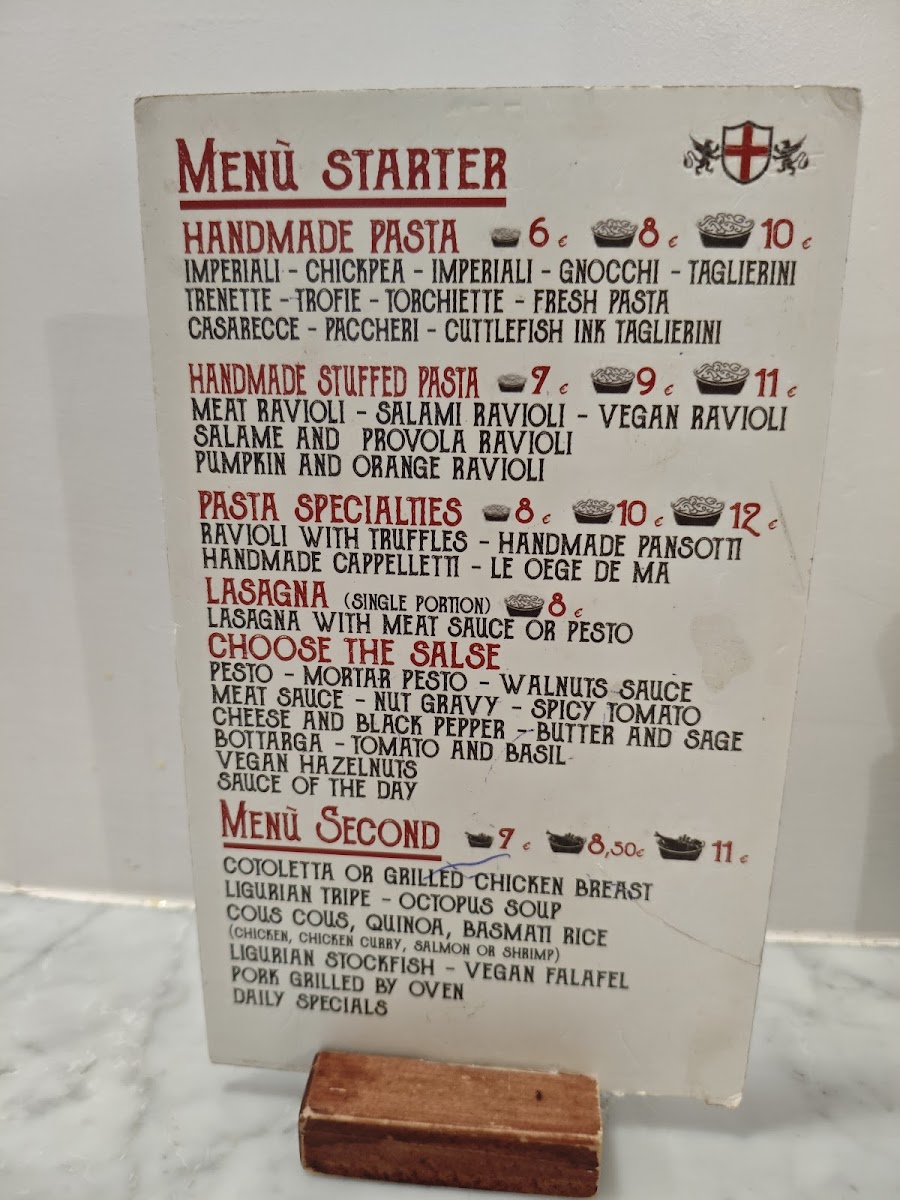 MENÙ STARTER
HANDMADE PASTA 6 € 8 € 10 €
IMPERIALI - CHICKPEA - IMPERIALI - GNOCCHI - TAGLIERINI
TRENETTE - TROFIE - TORCHIETTE - FRESH PASTA
CASARECCE - PACCHERI - CUTTLEFISH INK TAGLIERINI
HANDMADE STUFFED PASTA 7 € 9 € 11 €
MEAT RAVIOLI - SALAMI RAVIOLI - VEGAN RAVIOLI
SALAME AND PROVOLA RAVIOLI
PUMPKIN AND ORANGE RAVIOLI
PASTA SPECIALTIES 8 € 10 € 12 €
RAVIOLI WITH TRUFFLES - HANDMADE PANSOTTI
HANDMADE CAPPELLETTI - LE OEGE DE MA
LASAGNA (SINGLE PORTION) 8 €
LASAGNA WITH MEAT SAUCE OR PESTO
CHOOSE THE SALSE
PESTO - MORTAR PESTO - WALNUTS SAUCE
MEAT SAUCE - NUT GRAVY - SPICY TOMATO
CHEESE AND BLACK PEPPER - BUTTER AND SAGE
BOTTARGA - TOMATO AND BASIL
VEGAN HAZELNUTS
SAUCE OF THE DAY
MENÙ SECOND 7 € 8,50€ 11 €
COTOLETTA OR GRILLED CHICKEN BREAST
LIGURIAN TRIPE - OCTOPUS SOUP
COUS COUS, QUINOA, BASMATI RICE
(CHICKEN, CHICKEN CURRY, SALMON OR SHRIMP)
LIGURIAN STOCKFISH - VEGAN FALAFEL
PORK GRILLED BY OVEN
DAILY SPECIALS